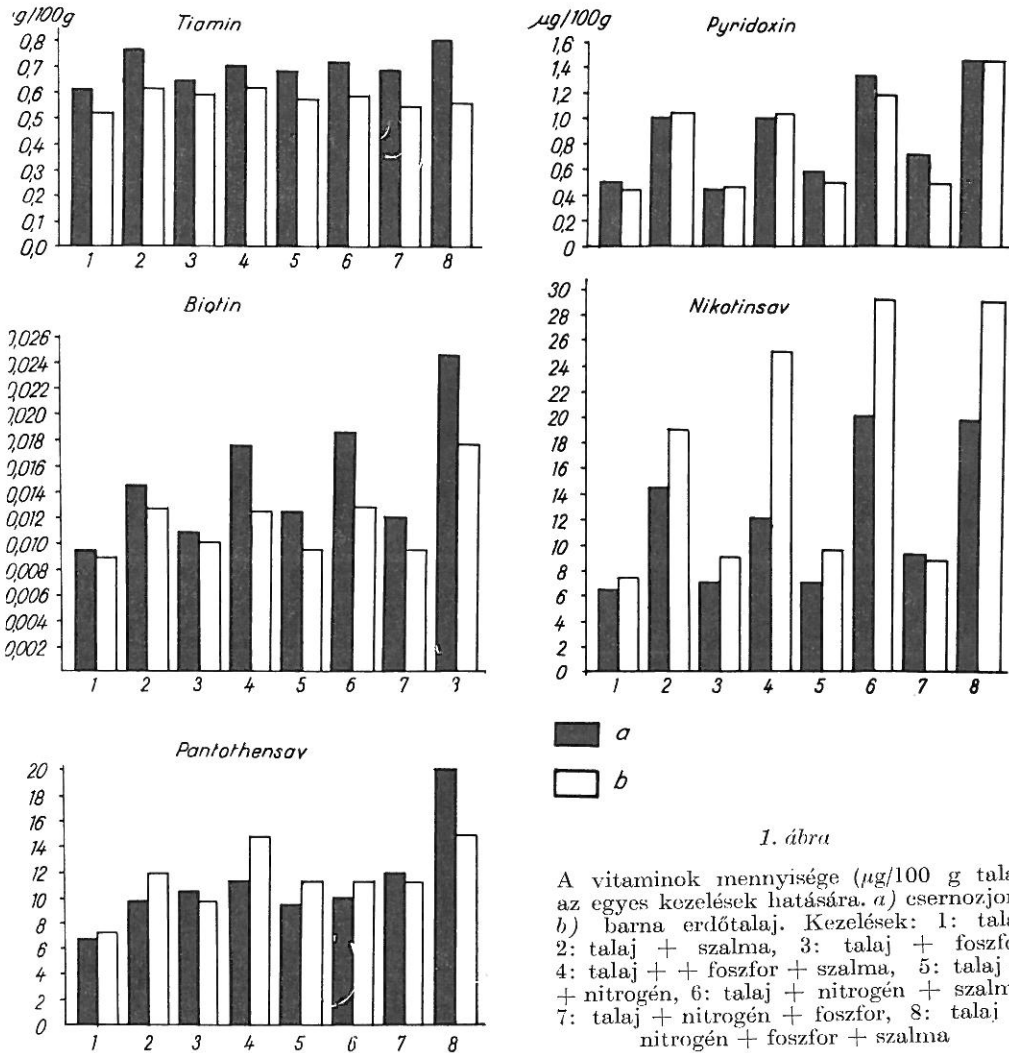 g/100g
Tiamin
0,8
0,7
0,6
0,5
0,4
0,3
0,2
0,1
0,0
1 2 3 4 5 6 7 8
µg/100g
Pyridoxin
1,6
1,4
1,2
1,0
0,8
0,6
0,4
0,2
0
Biotin
0,026
0,024
0,022
0,020
0,018
0,016
0,014
0,012
0,010
0,008
0,006
0,004
0,002
1 2 3 4 5 6 7 8
Nikotinsav
30
28
26
24
22
20
18
16
14
12
10
8
6
4
2
0
1 2 3 4 5 6 7 8
Pantothensav
20
18
16
14
12
10
8
6
4
2
0
1 2 3 4 5 6 7 8
a
b
1. ábra
A vitaminok mennyisége (µg/100 g tala
az egyes kezelések hatására. a) csernozjom
b) barna erdőtalaj. Kezelések: 1: tala
2: talaj + szalma, 3: talaj + foszfo
4: talaj + + foszfor + szalma, 5: talaj
+ nitrogén, 6: talaj + nitrogén + szalm
7: talaj + nitrogén + foszfor, 8: talaj
nitrogén + foszfor + szalma